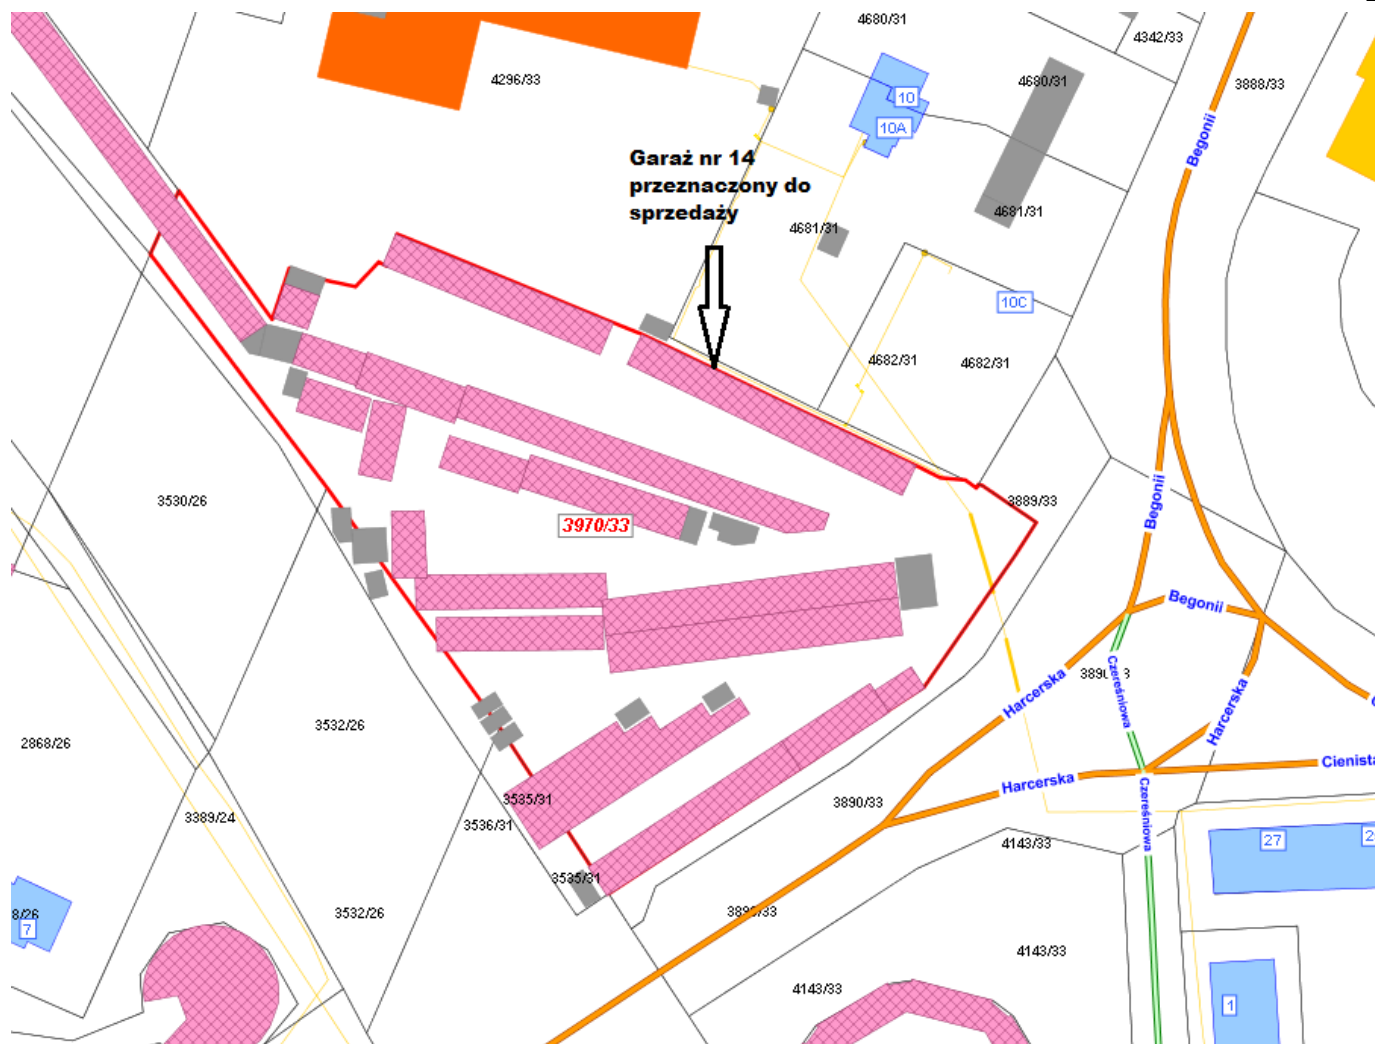 4680/31
4342/33
4296/33
4680/31
3888/33
10
10A
Begonii
Garaż nr 14
przeznaczony do
sprzedaży
4681/31
4681/31
10C
4682/31
4682/31
3530/26
Begonii
3889/33
3970/33
Begonii
Harcerska
Czereśniowa
Harcerska
3532/26
2868/26
Cienista
Harcerska
3535/31
3890/33
3389/24
3536/31
Czereśniowa
4143/33
27
3535/31
3532/26
7
4143/33
4143/33
1